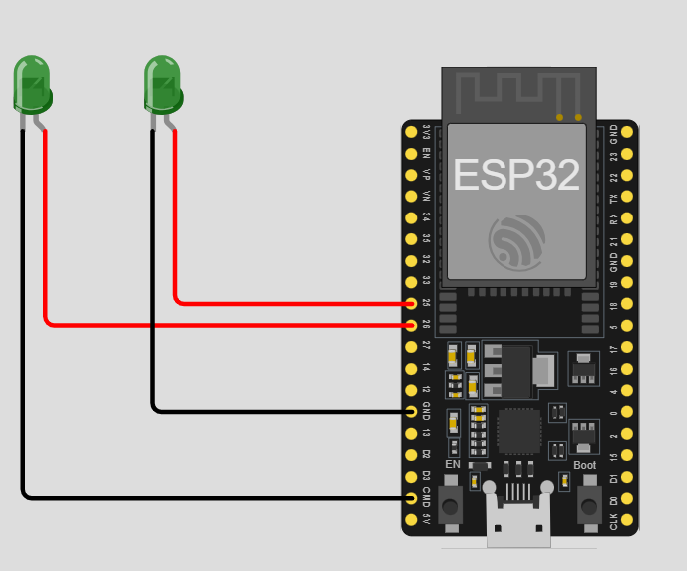 ESP32
3V3
EN
VP
VN
34
35
32
33
25
26
27
14
12
GND
13
D2
D3
CMD
5V
GND
23
22
TX
RX
21
GND
19
18
5
17
16
4
0
2
15
D1
D0
CLK
EN
Boot